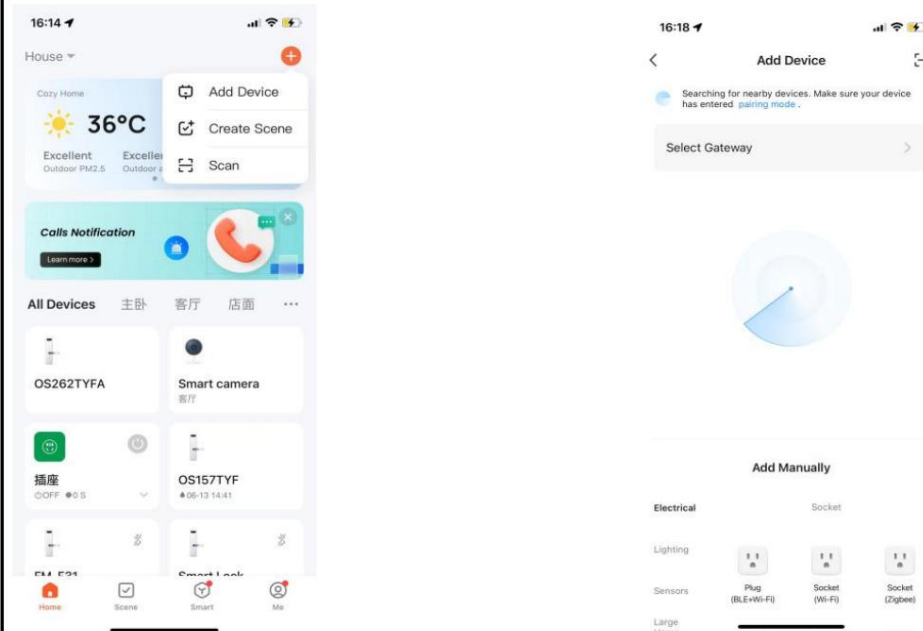 16:14
House
Add Device
Create Scene
Scan
Cozy Home
36°C
Excellent
Outdoor PM2.5
Outdoor
Calls Notification
Learn more >
All Devices 主卧 客厅 店面 ...
OS262TYFA
Smart camera
客厅
插座
OFF 0 S
OS157TYF
06-13 14:41
Home Scene Smart Me
16:18
Add Device
Searching for nearby devices. Make sure your device
has entered pairing mode .
Select Gateway
Add Manually
Electrical
Socket
Lighting
Sensors
Plug
(BLE+Wi-Fi)
Socket
(Wi-Fi)
Socket
(Zigbee)
Large